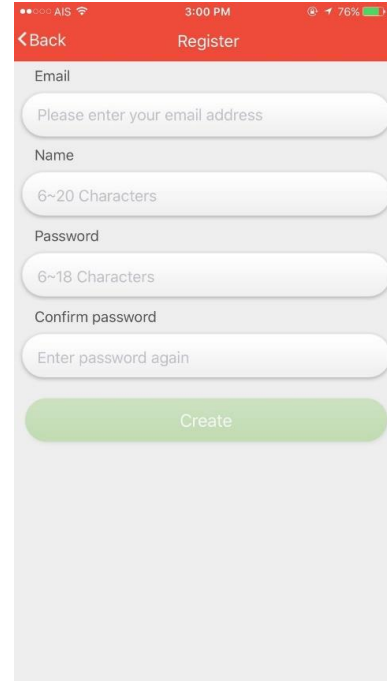 AIS 3:00 PM 76%
Back Register
Email
Please enter your email address
Name
6~20 Characters
Password
6~18 Characters
Confirm password
Enter password again
Create